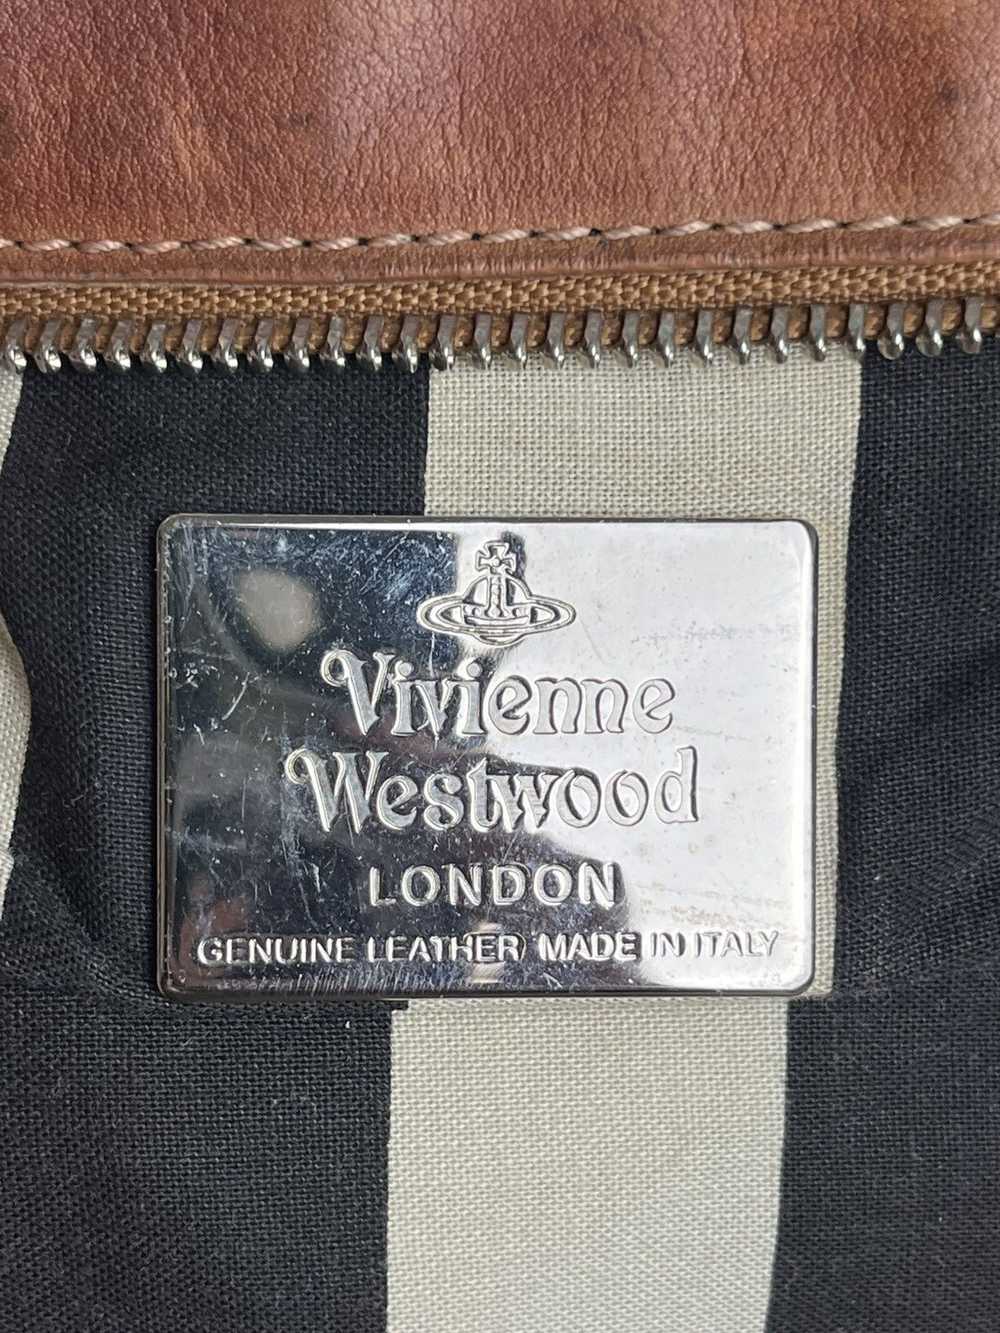 Vivienne
Westwood
LONDON
GENUINE LEATHER MADE IN ITALY